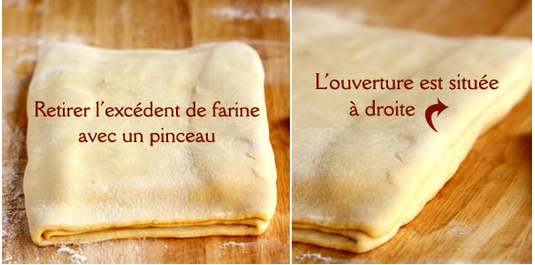 Retirer l'excédent de farine
avec un pinceau
L'ouverture est située
à droite